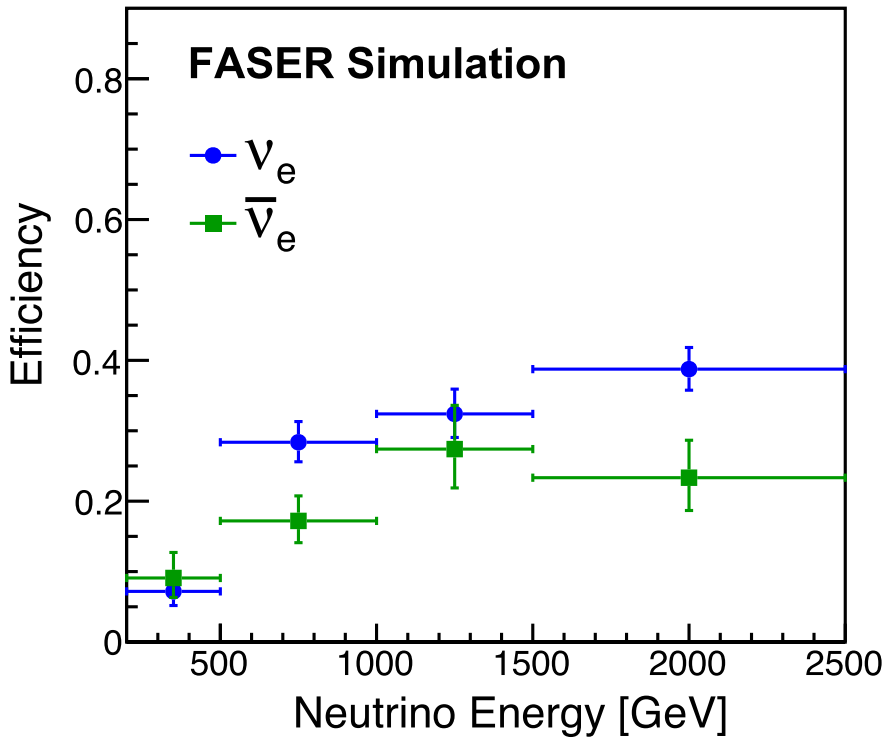 FASER Simulation
νₑ
ν̅ₑ
Efficiency
0.8
0.6
0.4
0.2
0
500 1000 1500 2000 2500
Neutrino Energy [GeV]